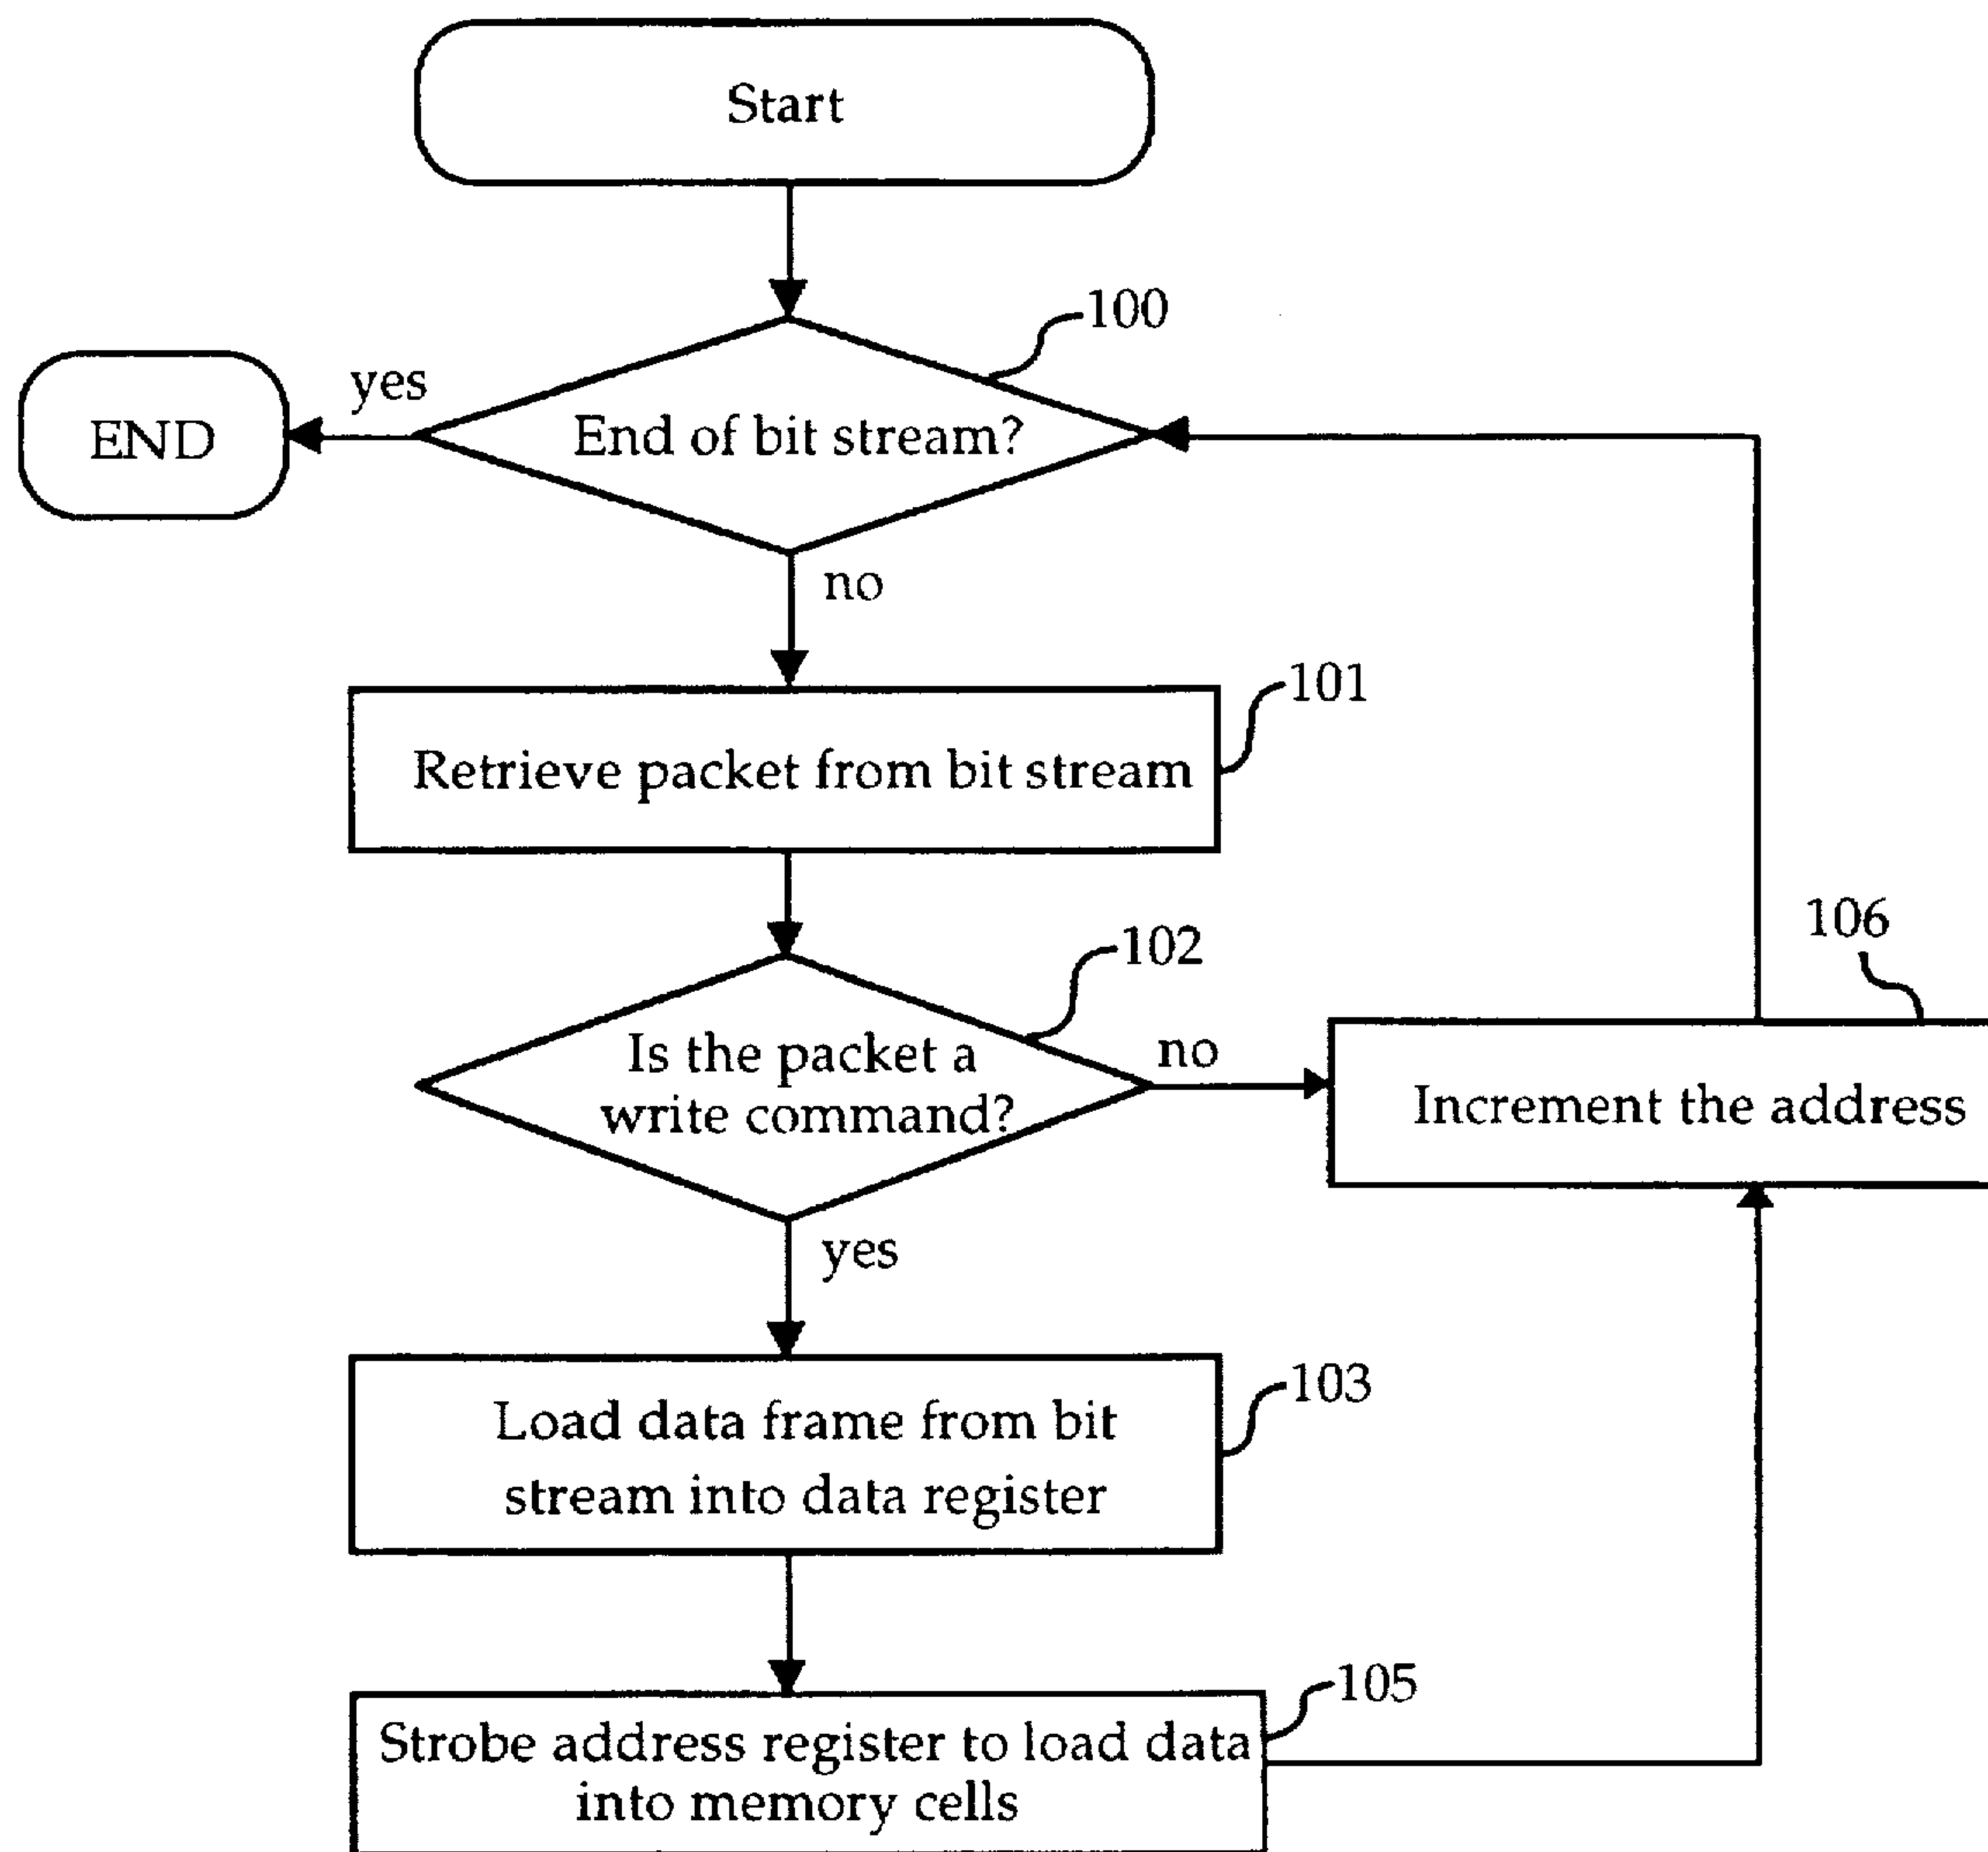 Start
100
yes
END
End of bit stream?
no
101
Retrieve packet from bit stream
102
106
Is the packet a
write command?
no
Increment the address
yes
103
Load data frame from bit
stream into data register
105
Strobe address register to load data
into memory cells